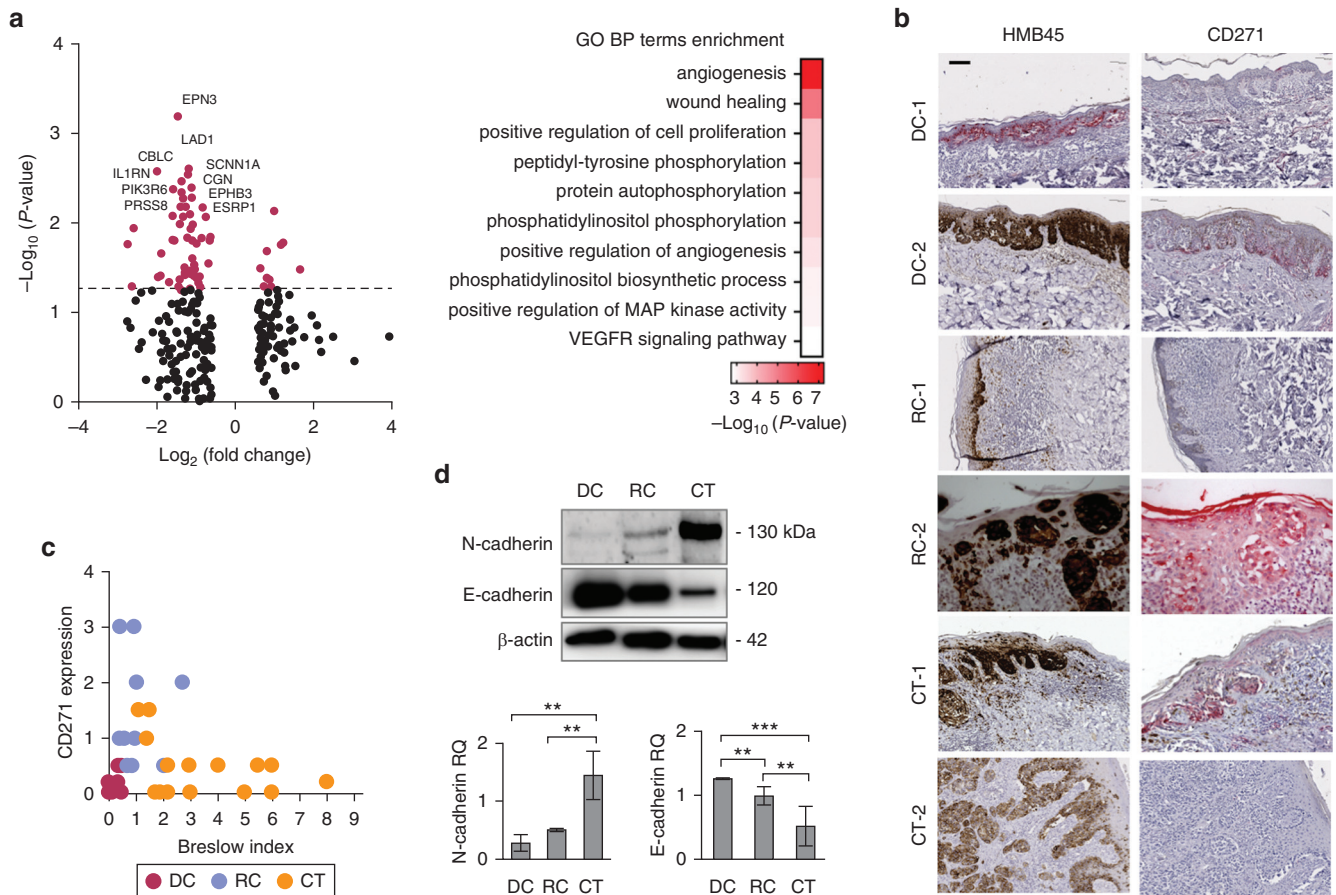 a
4
3
2
1
0
–Log10 (P-value)
–4
–2
0
2
4
Log2 (fold change)
EPN3
LAD1
CBLC
SCNN1A
IL1RN
CGN
PIK3R6
EPHB3
PRSS8
ESRP1
GO BP terms enrichment
angiogenesis
wound healing
positive regulation of cell proliferation
peptidyl-tyrosine phosphorylation
protein autophosphorylation
phosphatidylinositol phosphorylation
positive regulation of angiogenesis
phosphatidylinositol biosynthetic process
positive regulation of MAP kinase activity
VEGFR signaling pathway
3 4 5 6 7
–Log10 (P-value)
b
HMB45
CD271
DC-1
DC-2
RC-1
RC-2
CT-1
CT-2
c
4
3
2
1
0
CD271 expression
0 1 2 3 4 5 6 7 8 9
Breslow index
DC RC CT
d
DC RC CT
N-cadherin
- 130 kDa
E-cadherin
- 120
β-actin
- 42
**
**
2
1
0
N-cadherin RQ
DC RC CT
***
**
**
2
1
0
E-cadherin RQ
DC RC CT